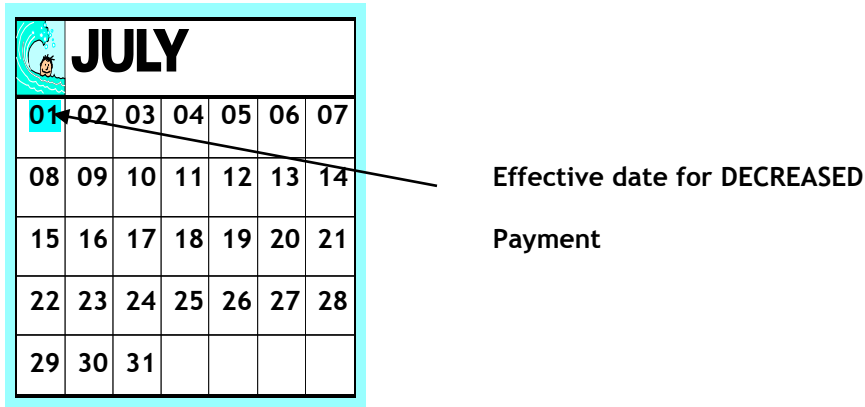 JULY
01 02 03 04 05 06 07
08 09 10 11 12 13 14
Effective date for DECREASED
15 16 17 18 19 20 21
Payment
22 23 24 25 26 27 28
29 30 31